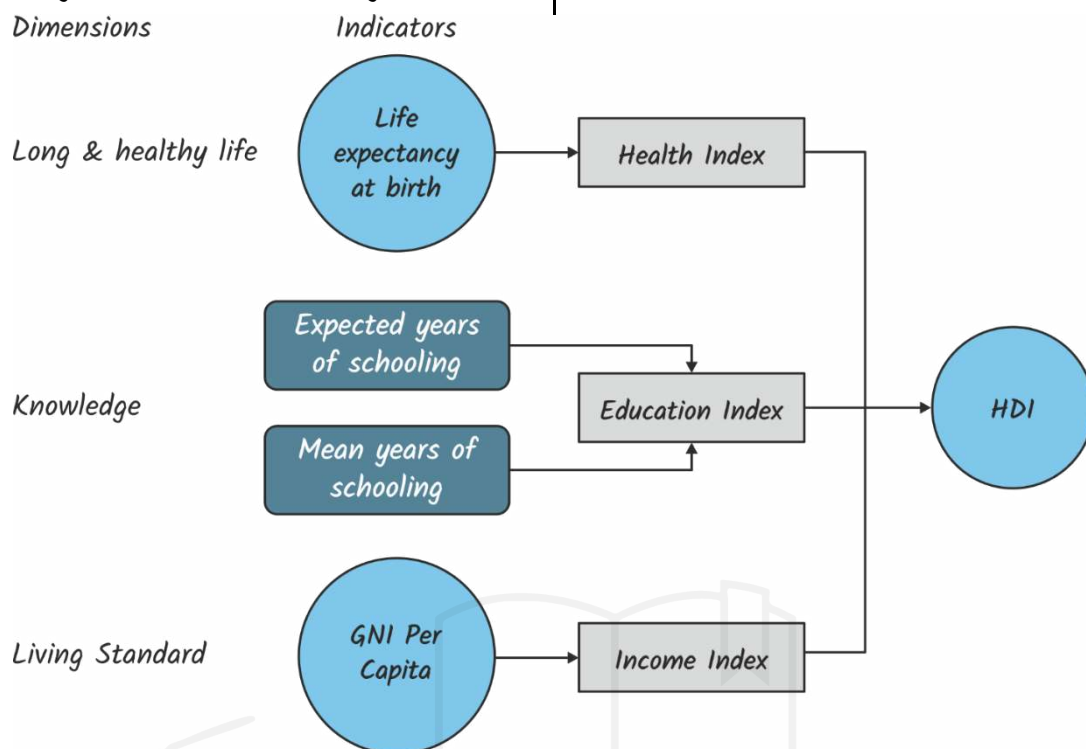 Dimensions
Indicators
Long & healthy life
Life
expectancy
at birth
Health Index
Knowledge
Expected years
of schooling
Mean years of
schooling
Education Index
HDI
Living Standard
GNI Per
Capita
Income Index